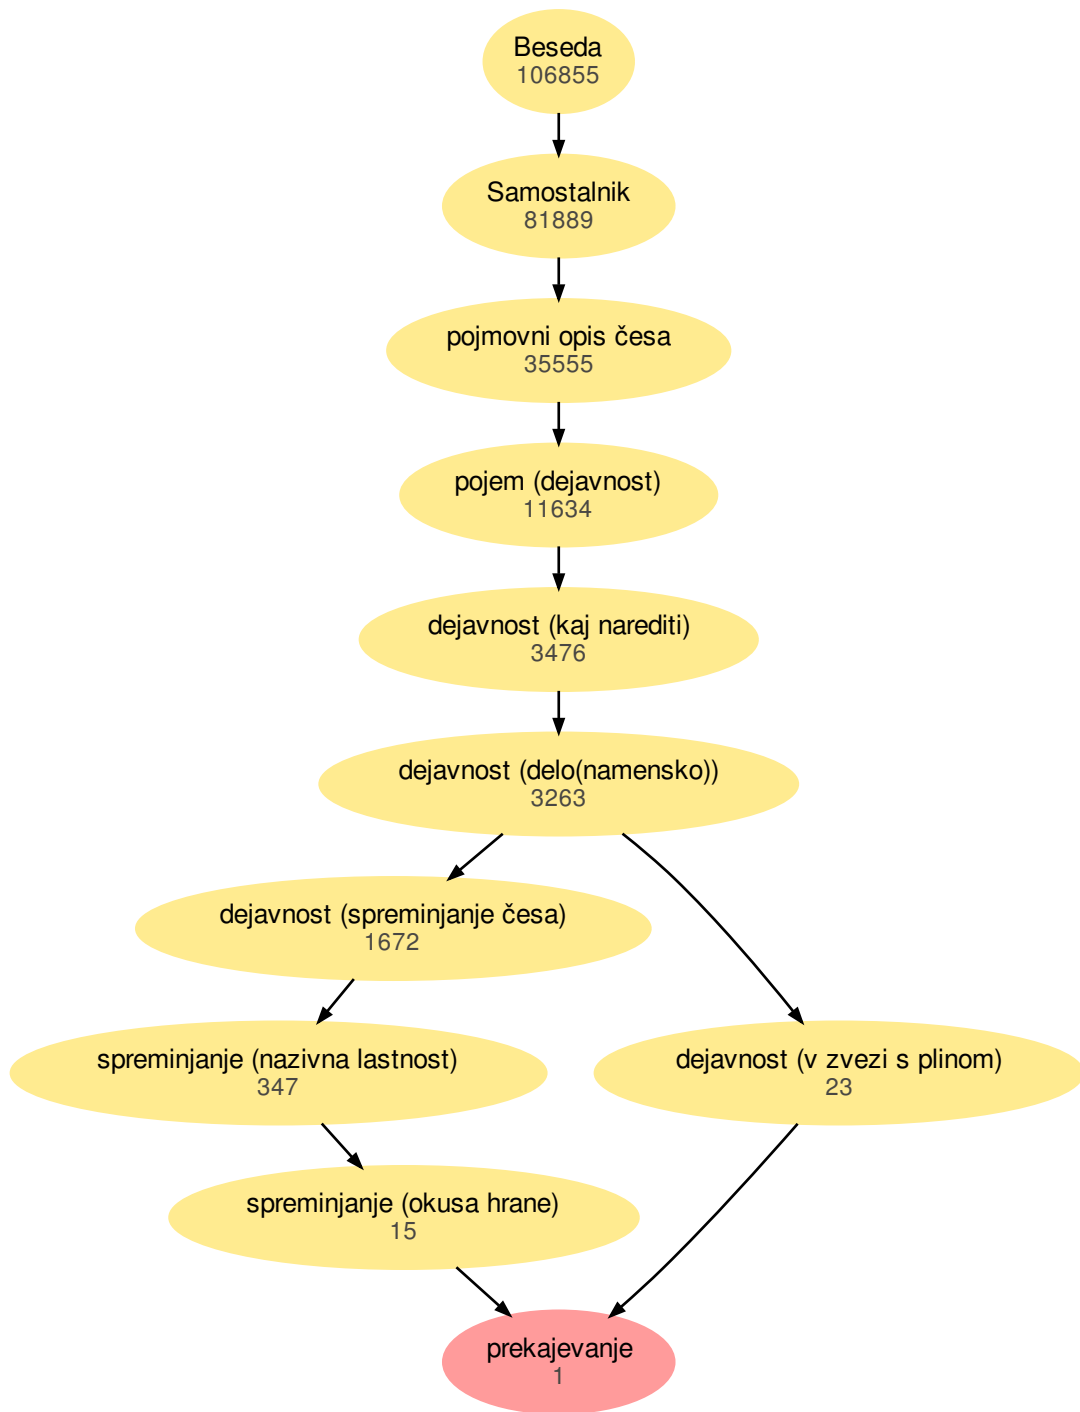 Beseda
106855
Samostalnik
81889
pojmovni opis česa
35555
pojem (dejavnost)
11634
dejavnost (kaj narediti)
3476
dejavnost (delo(namensko))
3263
dejavnost (spreminjanje česa)
1672
spreminjanje (nazivna lastnost)
347
dejavnost (v zvezi s plinom)
23
spreminjanje (okusa hrane)
15
prekajevanje
1